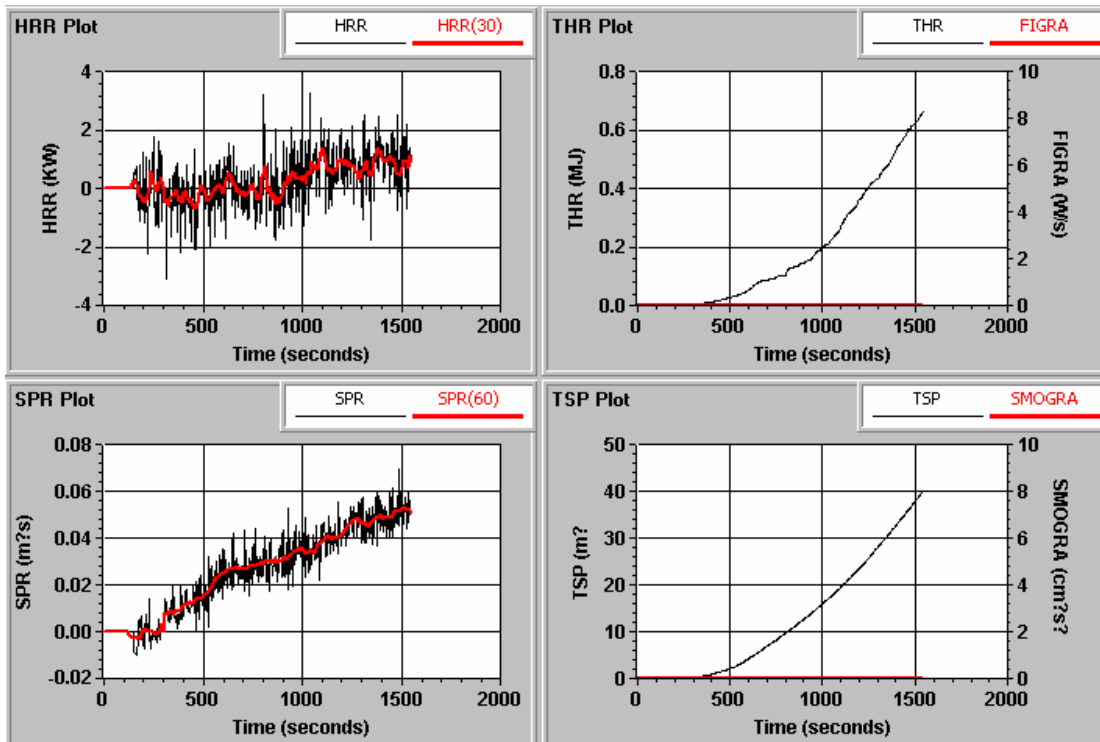 HRR Plot
HRR HRR(30)
HRR (KW)
4
2
0
-2
-4
0 500 1000 1500 2000
Time (seconds)
THR Plot
THR FIGRA
THR (MJ)
0.8
0.6
0.4
0.2
0.0
10
8
6
4
2
0
FIGRA (W/s)
0 500 1000 1500 2000
Time (seconds)
SPR Plot
SPR SPR(60)
SPR (m?s)
0.08
0.06
0.04
0.02
0.00
-0.02
0 500 1000 1500 2000
Time (seconds)
TSP Plot
TSP SMOGRA
TSP (m?
50
40
30
20
10
0
10
8
6
4
2
0
SMOGRA (cm?s?
0 500 1000 1500 2000
Time (seconds)